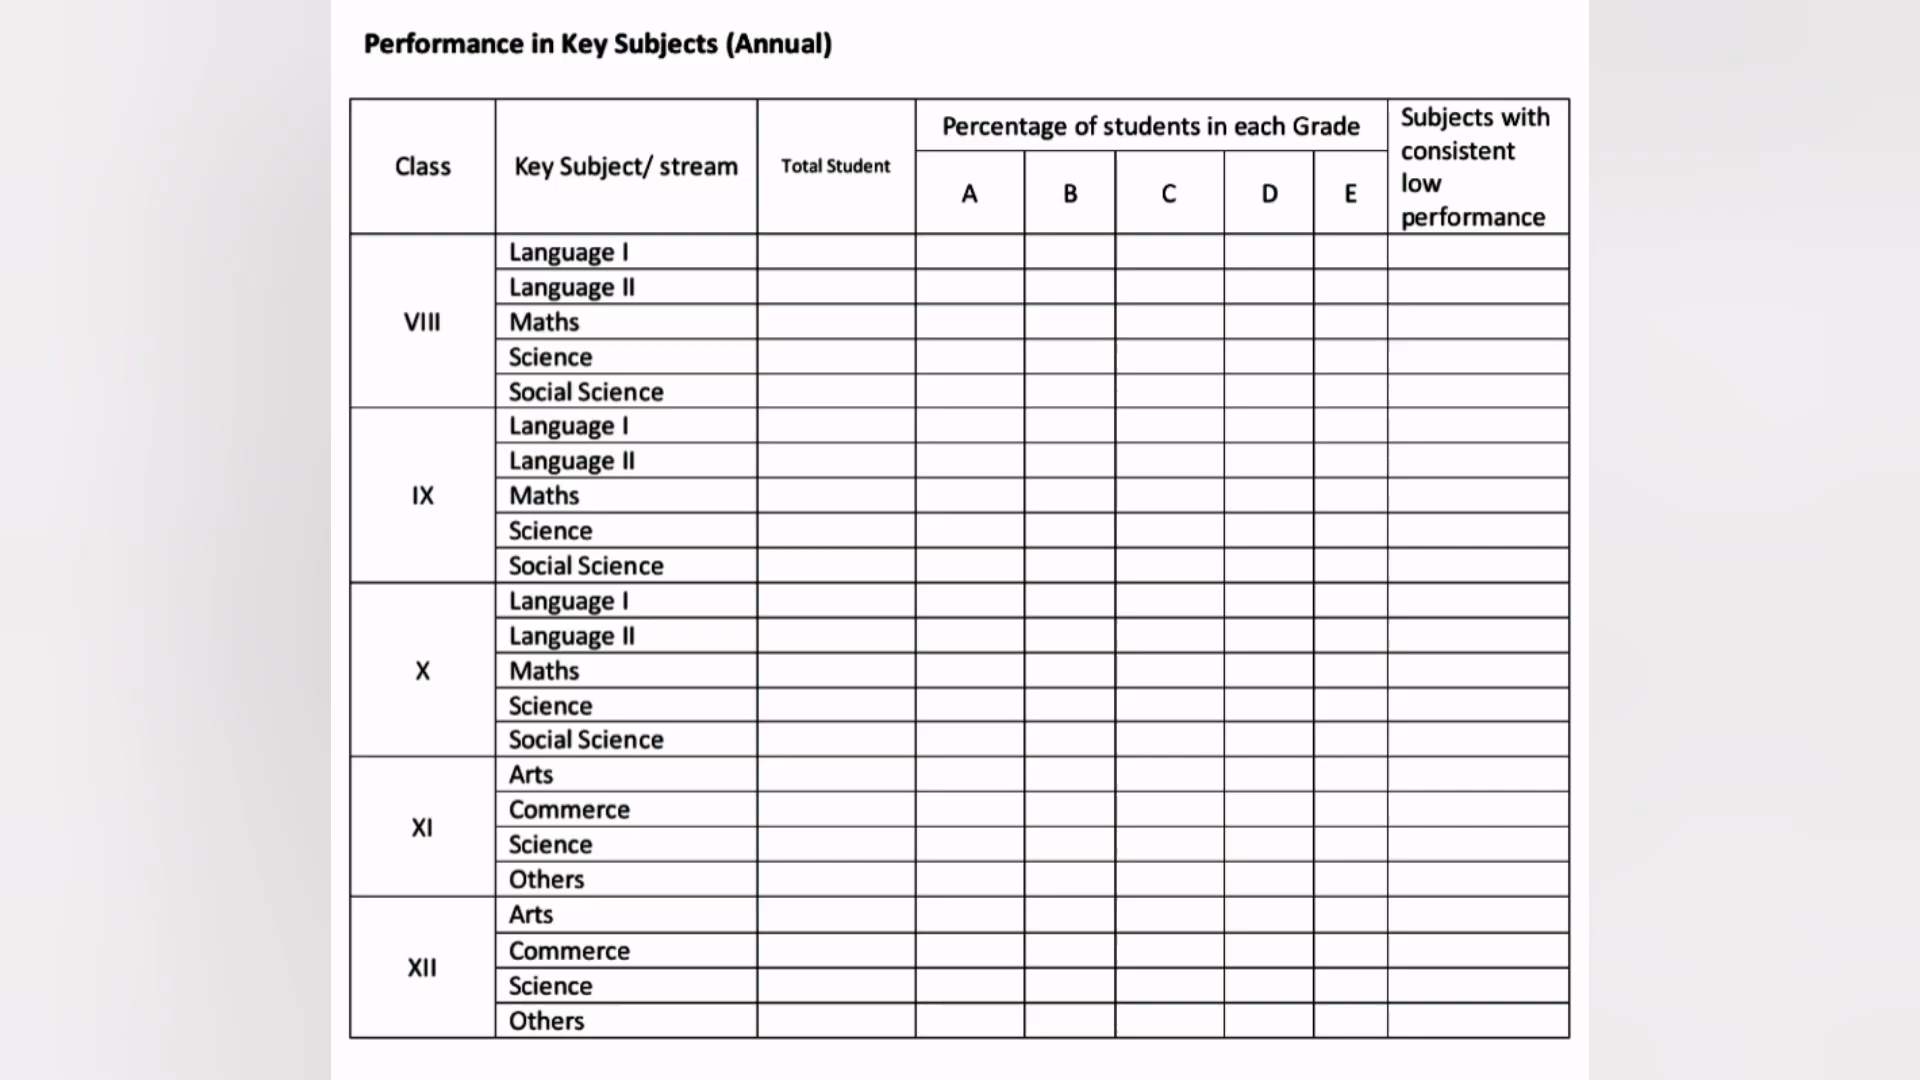 Performance in Key Subjects (Annual)
Class
Key Subject/ stream
Total Student
Percentage of students in each Grade
A
B
C
D
E
Subjects with
consistent
low
performance
VIII
Language I
Language II
Maths
Science
Social Science
IX
Language I
Language II
Maths
Science
Social Science
X
Language I
Language II
Maths
Science
Social Science
XI
Arts
Commerce
Science
Others
XII
Arts
Commerce
Science
Others